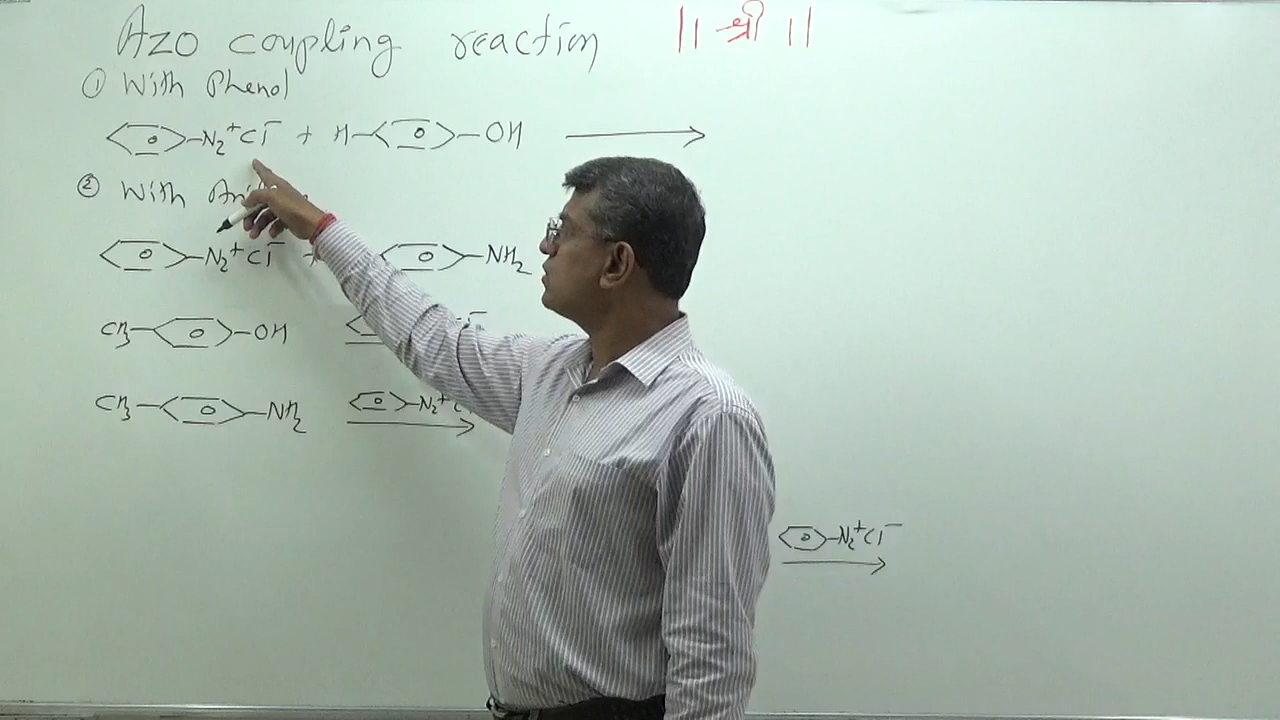 Azo coupling reaction
|| श्री ||
① With Phenol
N₂⁺Cl⁻ + H OH
② With
N₂⁺Cl⁻ + NH₂
CH₃ OH
CH₃ NH₂ N₂⁺C
N₂⁺Cl⁻